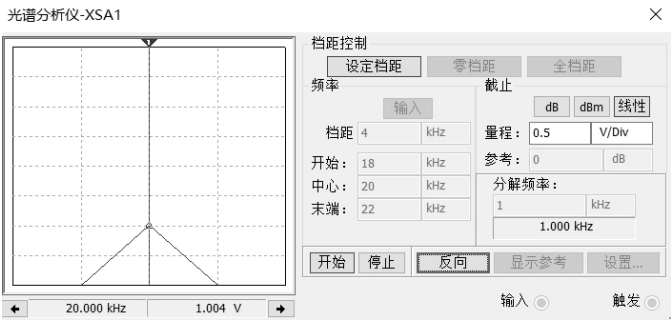 光谱分析仪-XSA1
×
1
档距控制
设定档距 零档距 全档距
频率
输入
档距 4 kHz
开始: 18 kHz
中心: 20 kHz
末端: 22 kHz
截止
dB dBm 线性
量程: 0.5 V/Div
参考: 0 dB
分解频率:
1 kHz
1.000 kHz
开始 停止 反向 显示参考 设置...
20.000 kHz 1.004 V
输入 触发